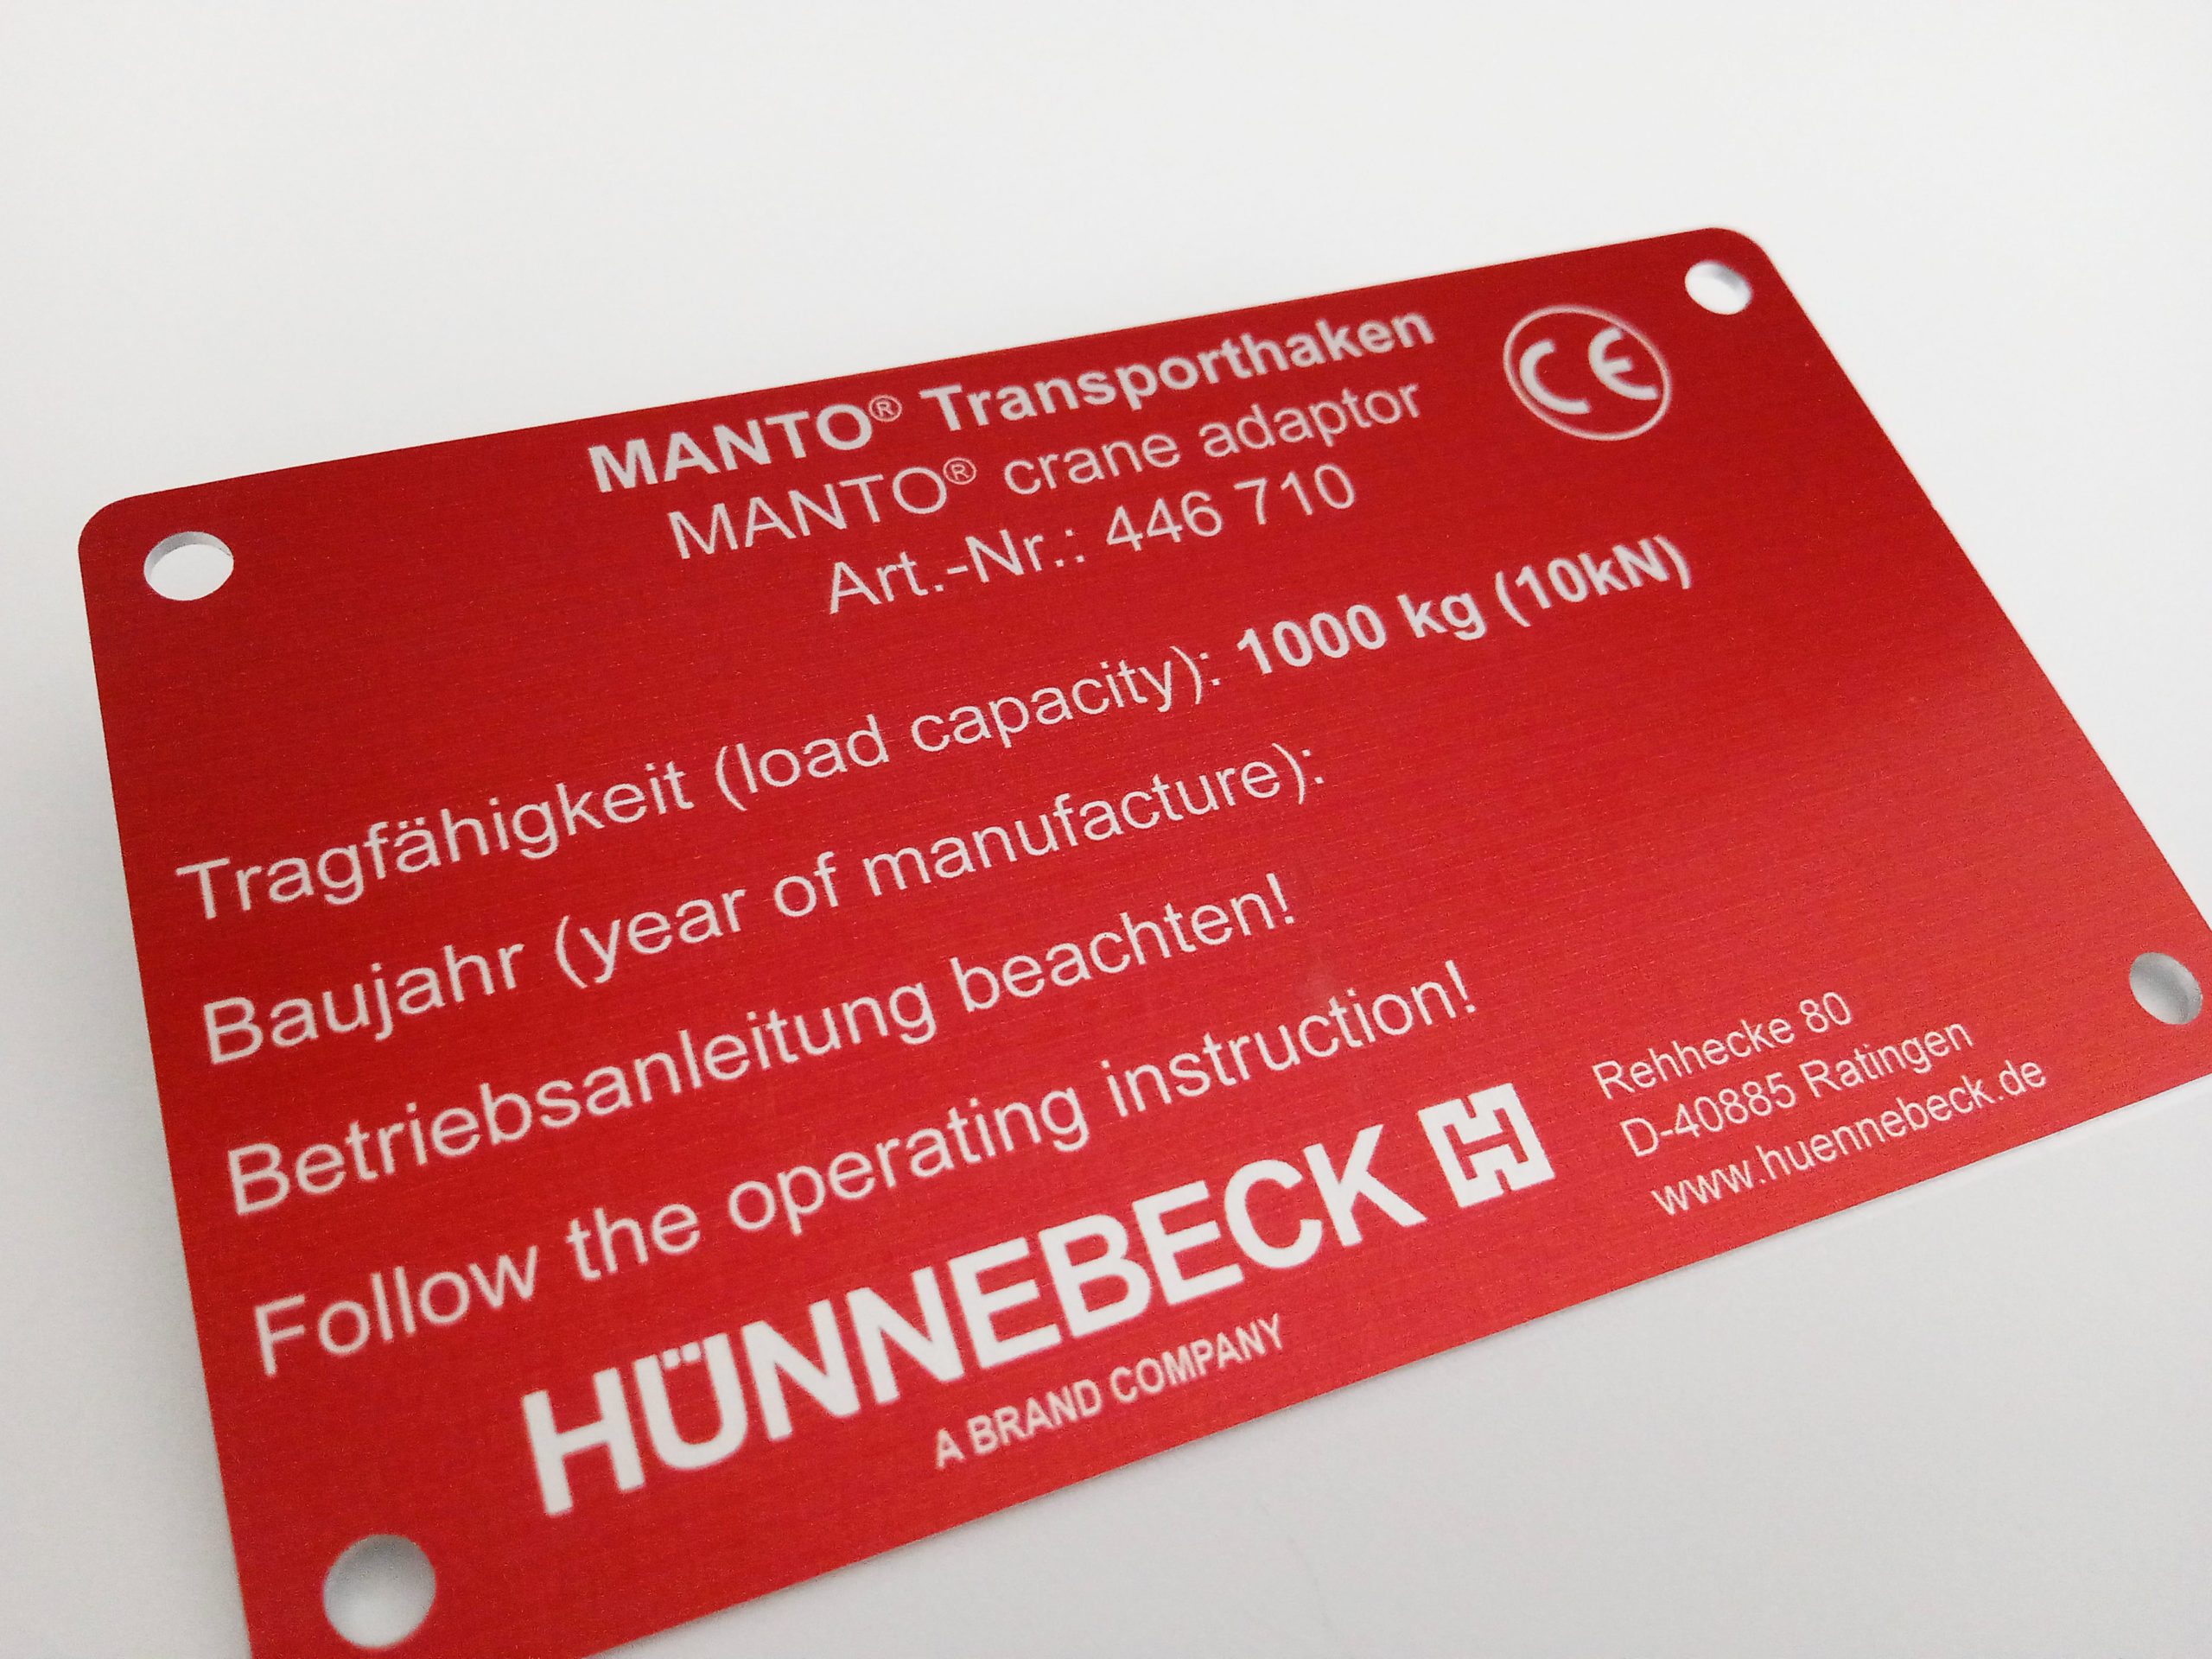 MANTO® Transporthaken
CE
MANTO® crane adaptor
Art.-Nr.: 446 710
Tragfähigkeit (load capacity): 1000 kg (10kN)
Baujahr (year of manufacture):
Betriebsanleitung beachten!
Follow the operating instruction!
HÜNNEBECK H
A BRAND COMPANY
Rehhecke 80
D-40885 Ratingen
www.huennebeck.de